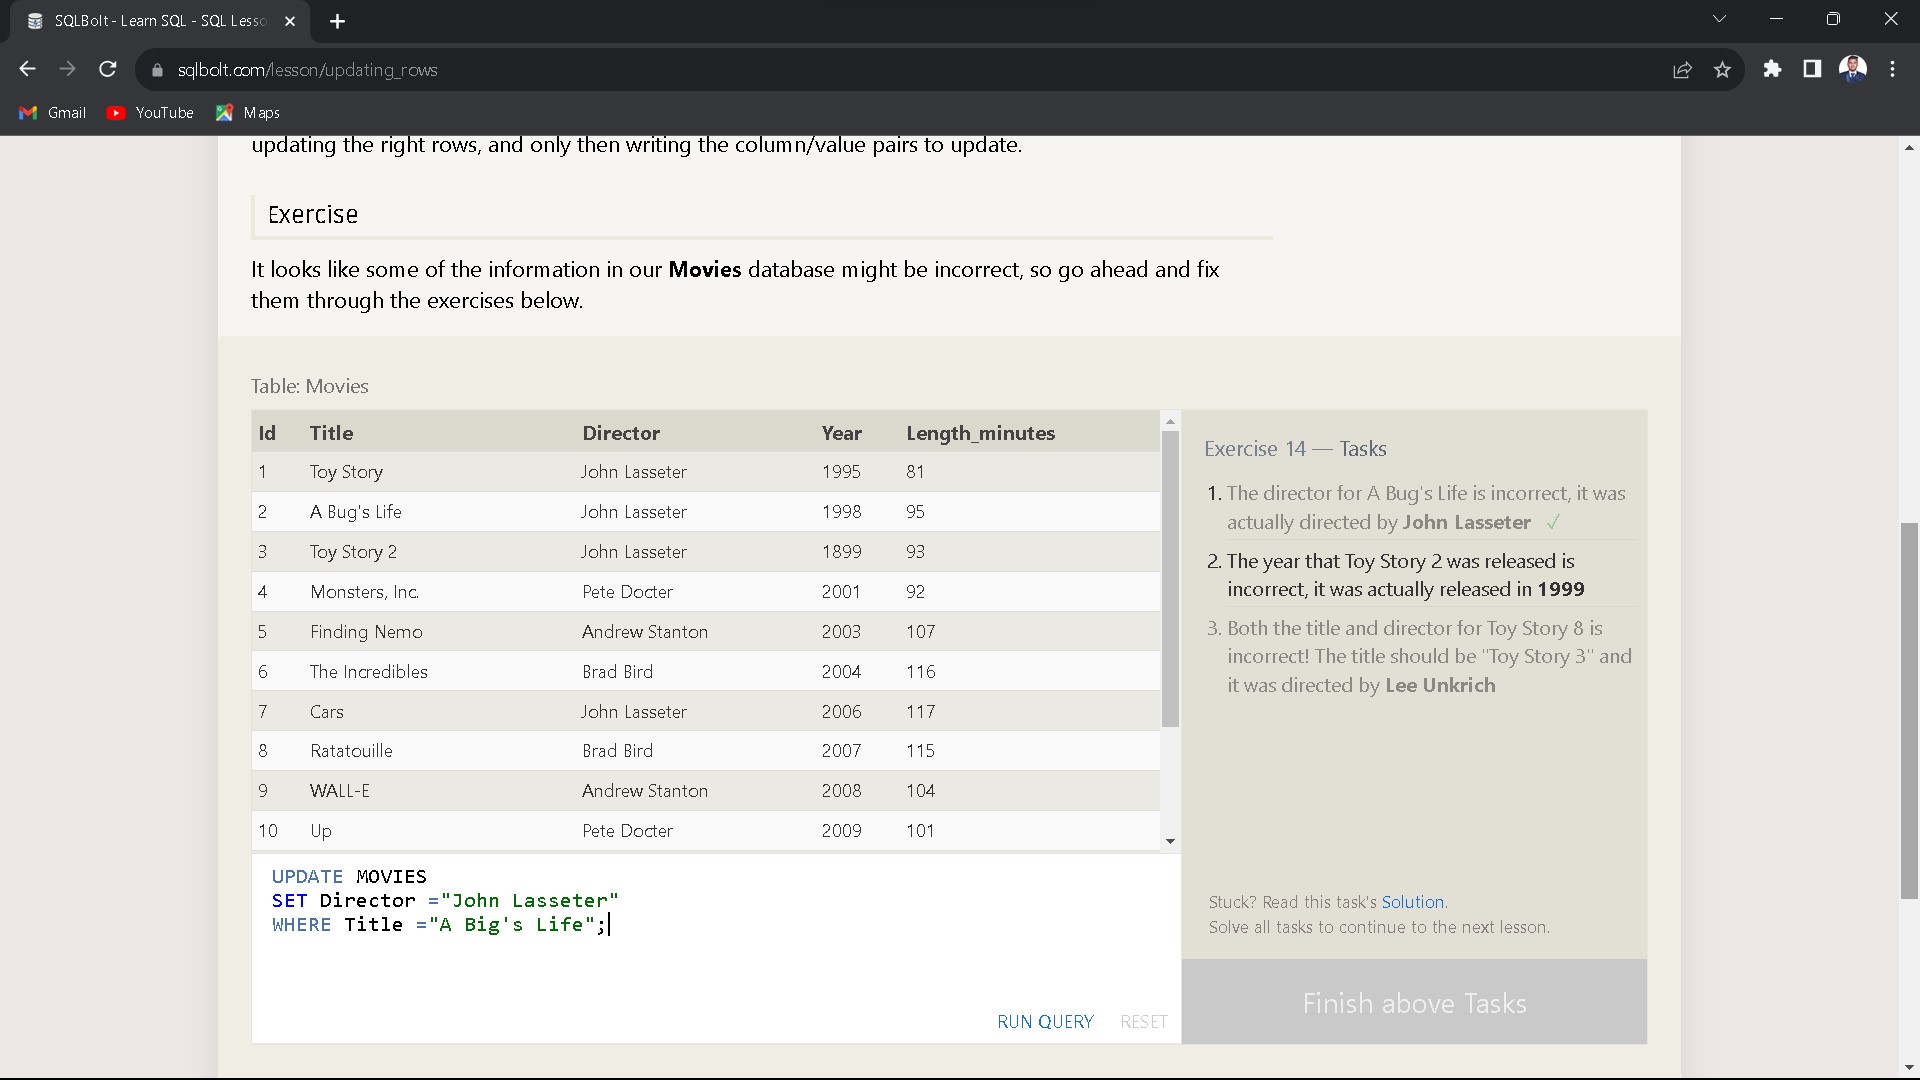 SQLBolt - Learn SQL - SQL Lesso
sqlbolt.com/lesson/updating_rows
Gmail YouTube Maps
updating the right rows, and only then writing the column/value pairs to update.
Exercise
It looks like some of the information in our Movies database might be incorrect, so go ahead and fix
them through the exercises below.
Table: Movies
Id Title Director Year Length_minutes
1 Toy Story John Lasseter 1995 81
2 A Bug's Life John Lasseter 1998 95
3 Toy Story 2 John Lasseter 1899 93
4 Monsters, Inc. Pete Docter 2001 92
5 Finding Nemo Andrew Stanton 2003 107
6 The Incredibles Brad Bird 2004 116
7 Cars John Lasseter 2006 117
8 Ratatouille Brad Bird 2007 115
9 WALL-E Andrew Stanton 2008 104
10 Up Pete Docter 2009 101
UPDATE MOVIES
SET Director ="John Lasseter"
WHERE Title ="A Big's Life";
RUN QUERY RESET
Exercise 14 — Tasks
1. The director for A Bug's Life is incorrect, it was
actually directed by John Lasseter ✓
2. The year that Toy Story 2 was released is
incorrect, it was actually released in 1999
3. Both the title and director for Toy Story 8 is
incorrect! The title should be "Toy Story 3" and
it was directed by Lee Unkrich
Stuck? Read this task's Solution.
Solve all tasks to continue to the next lesson.
Finish above Tasks